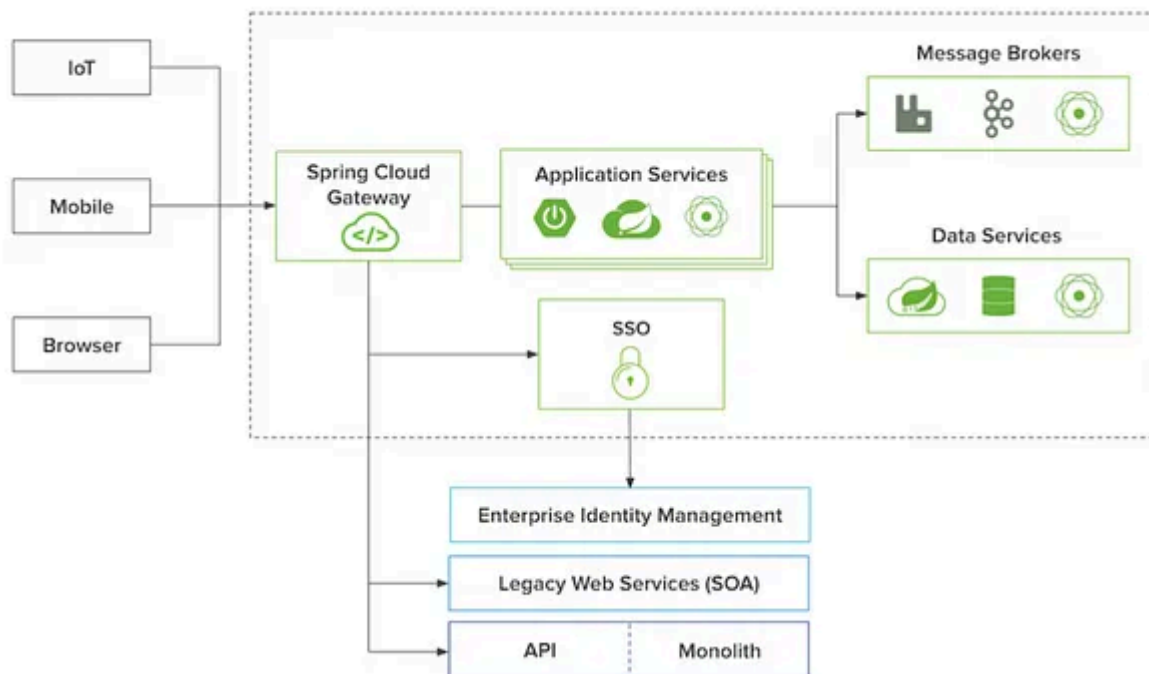 IoT
Mobile
Browser
Spring Cloud
Gateway
</>
Application Services
SSO
Message Brokers
Data Services
Enterprise Identity Management
Legacy Web Services (SOA)
API
Monolith